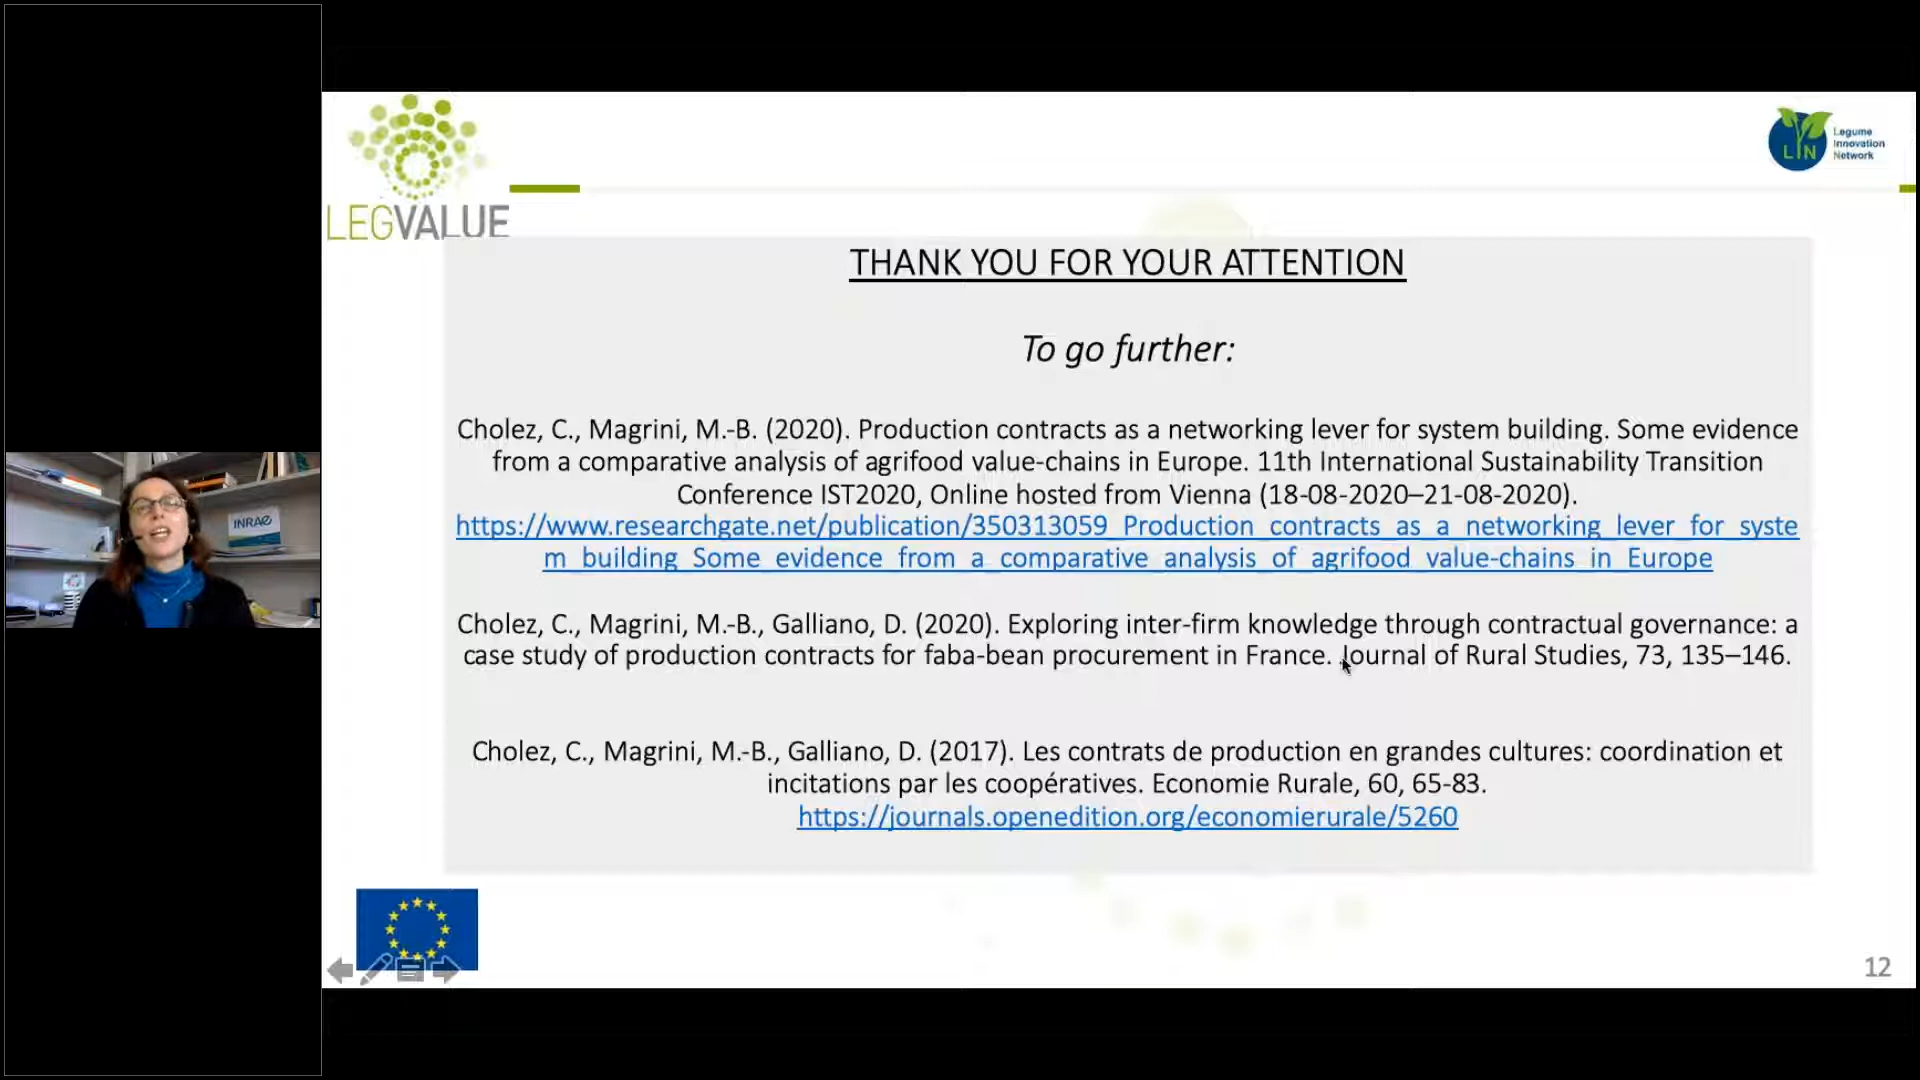 LEGVALUE
LIN
Legume
Innovation
Network
THANK YOU FOR YOUR ATTENTION
To go further:
Cholez, C., Magrini, M.-B. (2020). Production contracts as a networking lever for system building. Some evidence
from a comparative analysis of agrifood value-chains in Europe. 11th International Sustainability Transition
Conference IST2020, Online hosted from Vienna (18-08-2020–21-08-2020).
https://www.researchgate.net/publication/350313059_Production_contracts_as_a_networking_lever_for_syste
m_building_Some_evidence_from_a_comparative_analysis_of_agrifood_value-chains_in_Europe
Cholez, C., Magrini, M.-B., Galliano, D. (2020). Exploring inter-firm knowledge through contractual governance: a
case study of production contracts for faba-bean procurement in France. Journal of Rural Studies, 73, 135–146.
Cholez, C., Magrini, M.-B., Galliano, D. (2017). Les contrats de production en grandes cultures: coordination et
incitations par les coopératives. Economie Rurale, 60, 65-83.
https://journals.openedition.org/economierurale/5260
INRAE
12